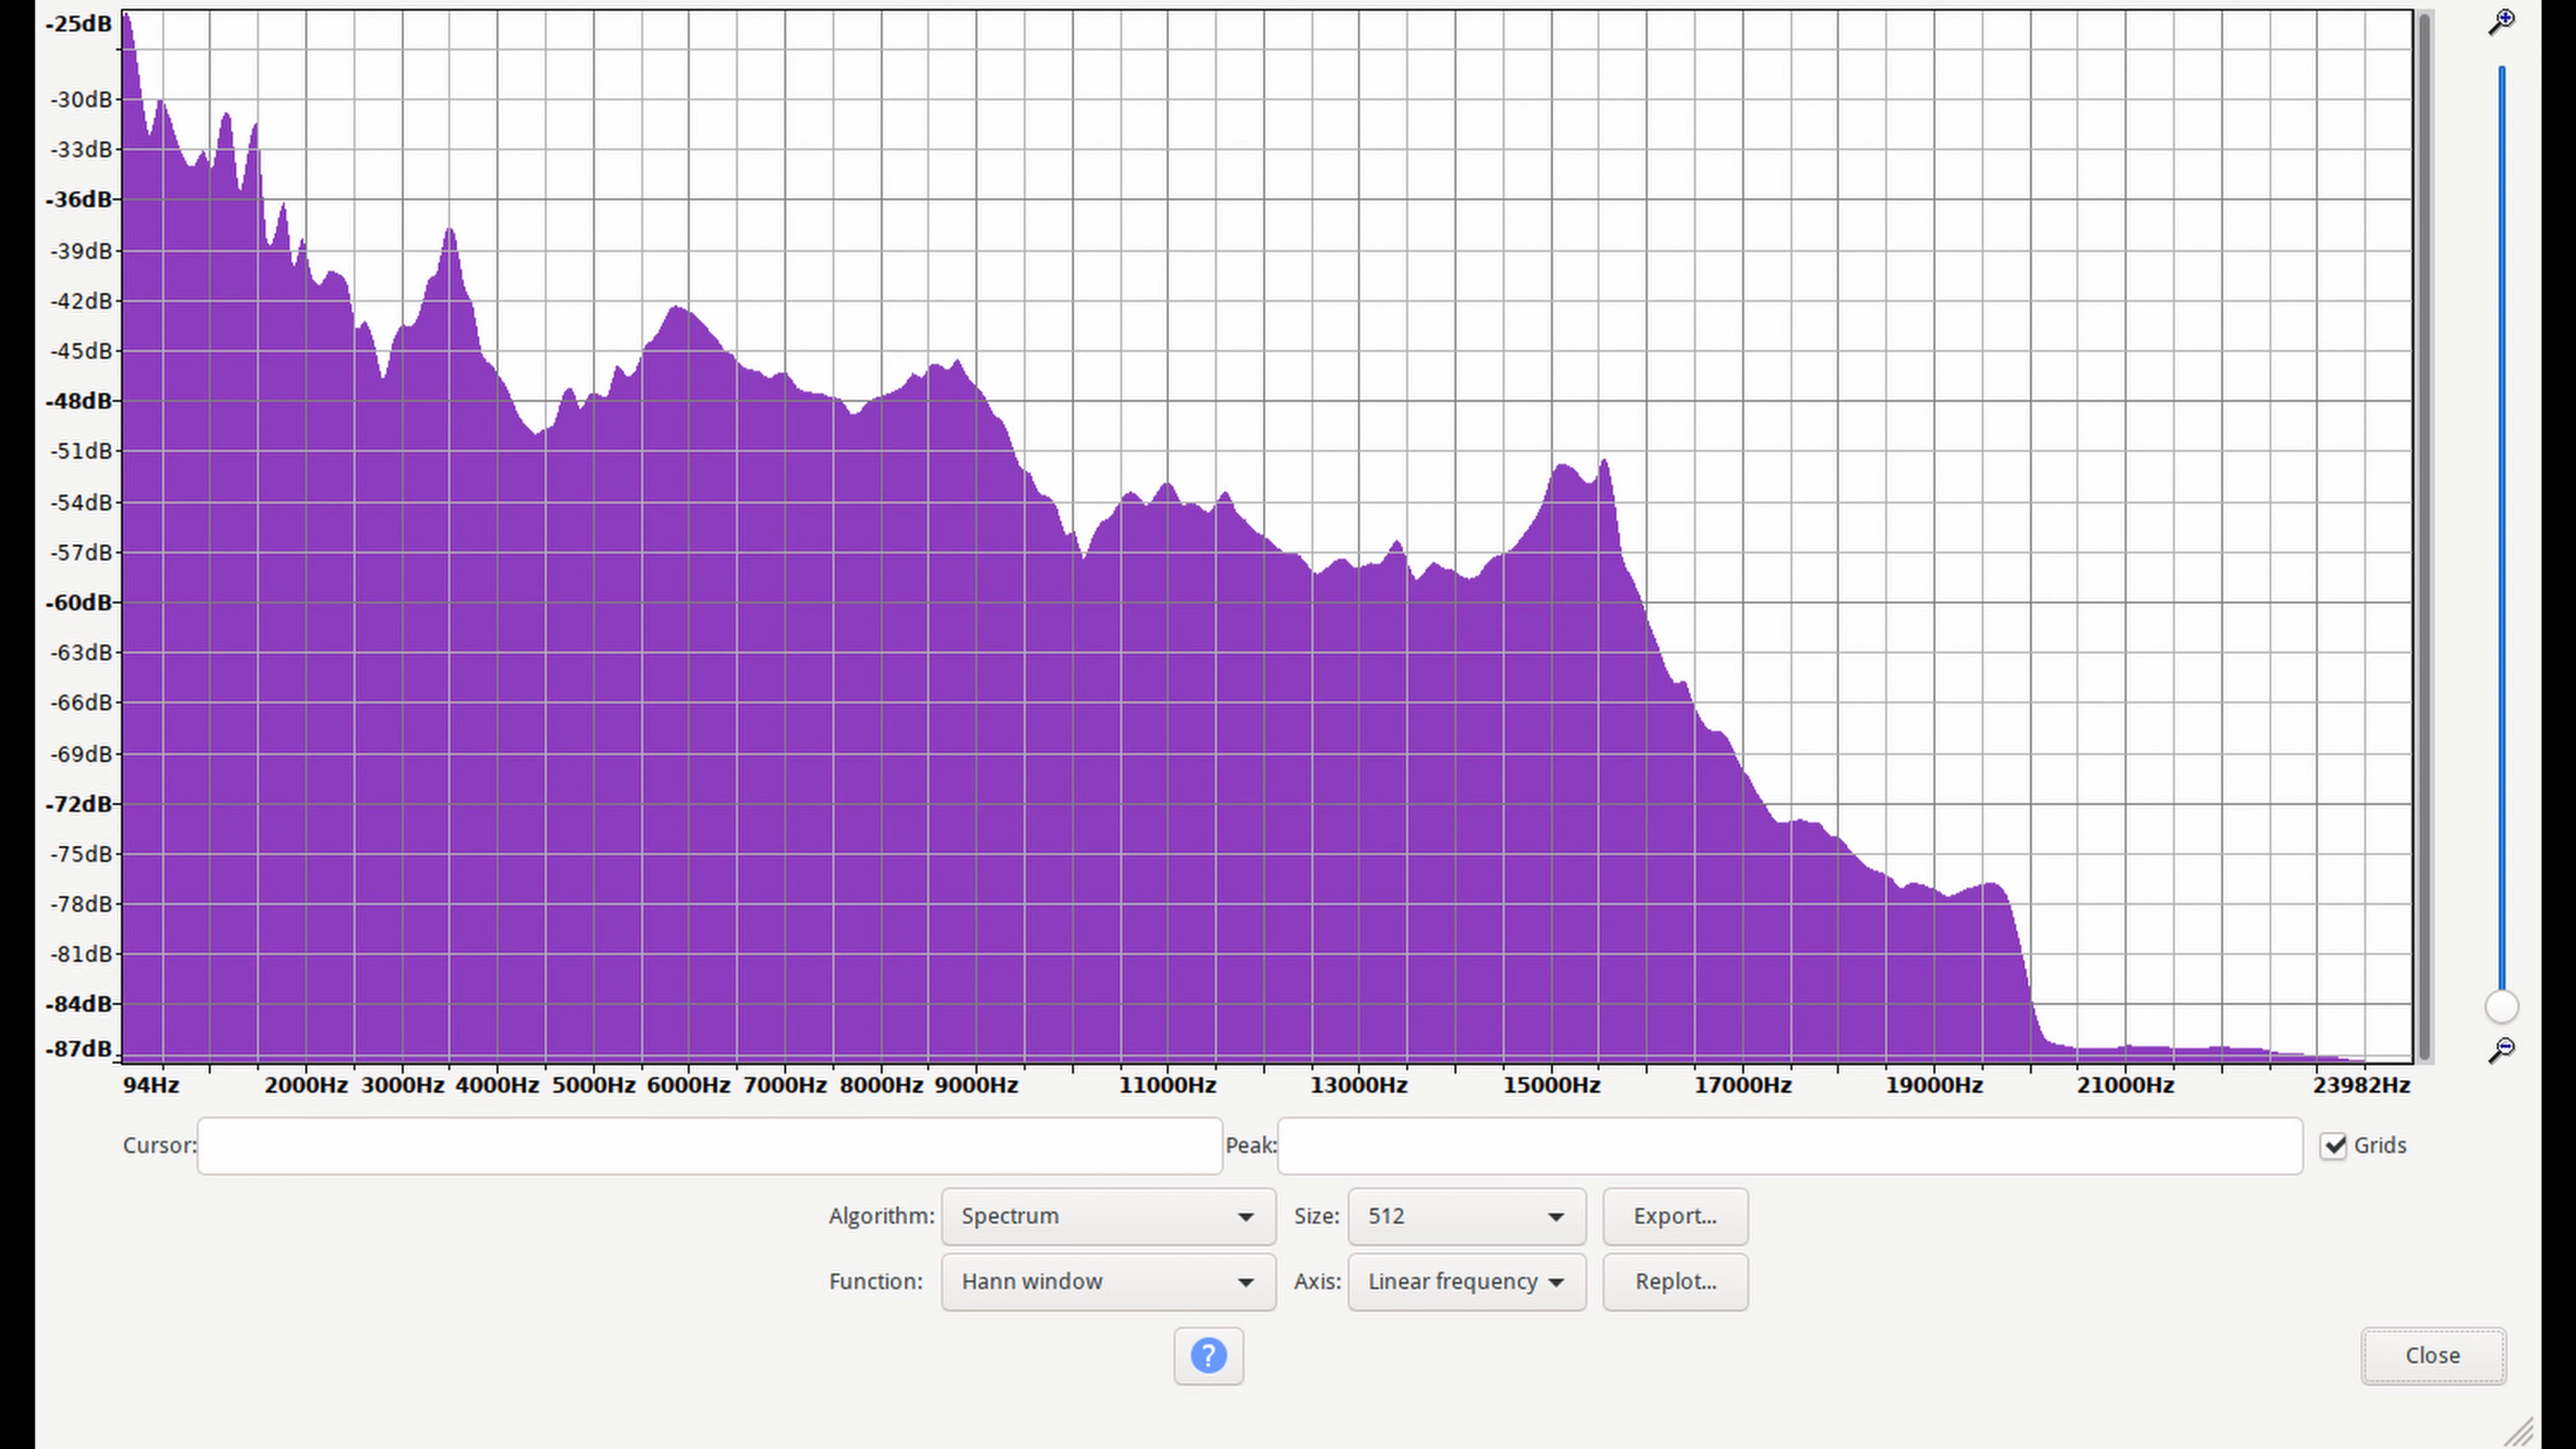 -25dB
-30dB
-33dB
-36dB
-39dB
-42dB
-45dB
-48dB
-51dB
-54dB
-57dB
-60dB
-63dB
-66dB
-69dB
-72dB
-75dB
-78dB
-81dB
-84dB
-87dB
94Hz 2000Hz 3000Hz 4000Hz 5000Hz 6000Hz 7000Hz 8000Hz 9000Hz 11000Hz 13000Hz 15000Hz 17000Hz 19000Hz 21000Hz 23982Hz
Cursor: Peak: Grids
Algorithm: Spectrum Size: 512 Export...
Function: Hann window Axis: Linear frequency Replot...
?
Close